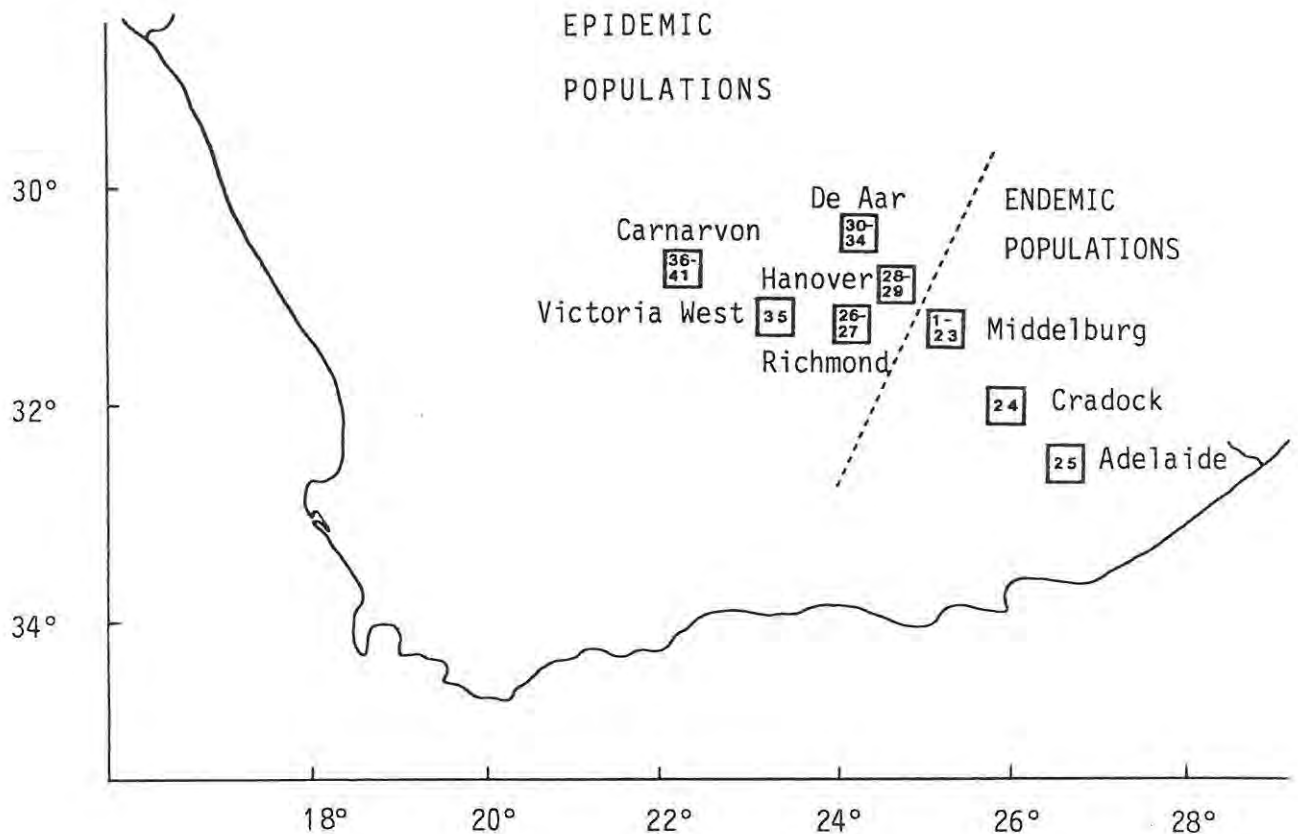 EPIDEMIC
POPULATIONS
30°
De Aar
30-
34
ENDEMIC
POPULATIONS
Carnarvon
36-
41
Hanover
28-
29
Victoria West
35
26-
27
Richmond
1-
23
Middelburg
32°
24
Cradock
25
Adelaide
34°
18°
20°
22°
24°
26°
28°